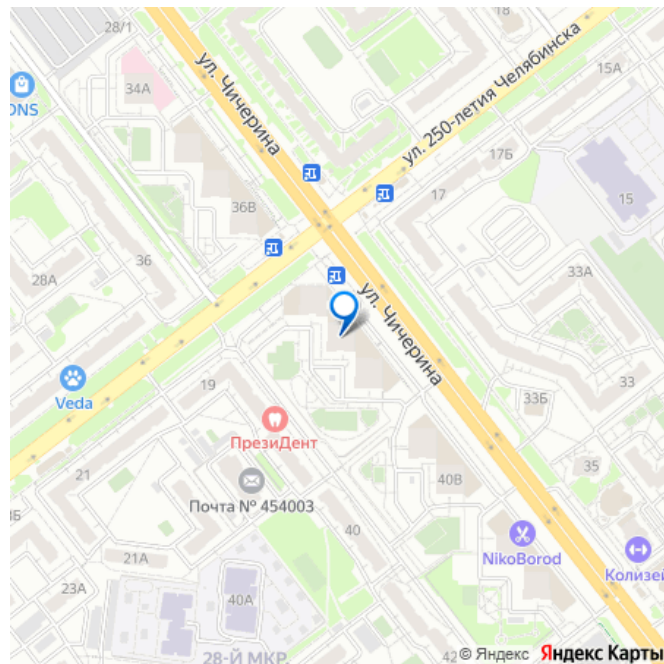 28/1
18
15А
34А
ул. Чичерина
ул. 250-летия Челябинска
DNS
17Б
17
15
36В
36
28А
33А
ул. Чичерина
19
33
Veda
33Б
ПрезиДент
35
21
40В
Почта № 454003
40
NikoBorod
Колизей
21А
23А
40А
28-Й МКР.
42
© Яндекс Яндекс Карты